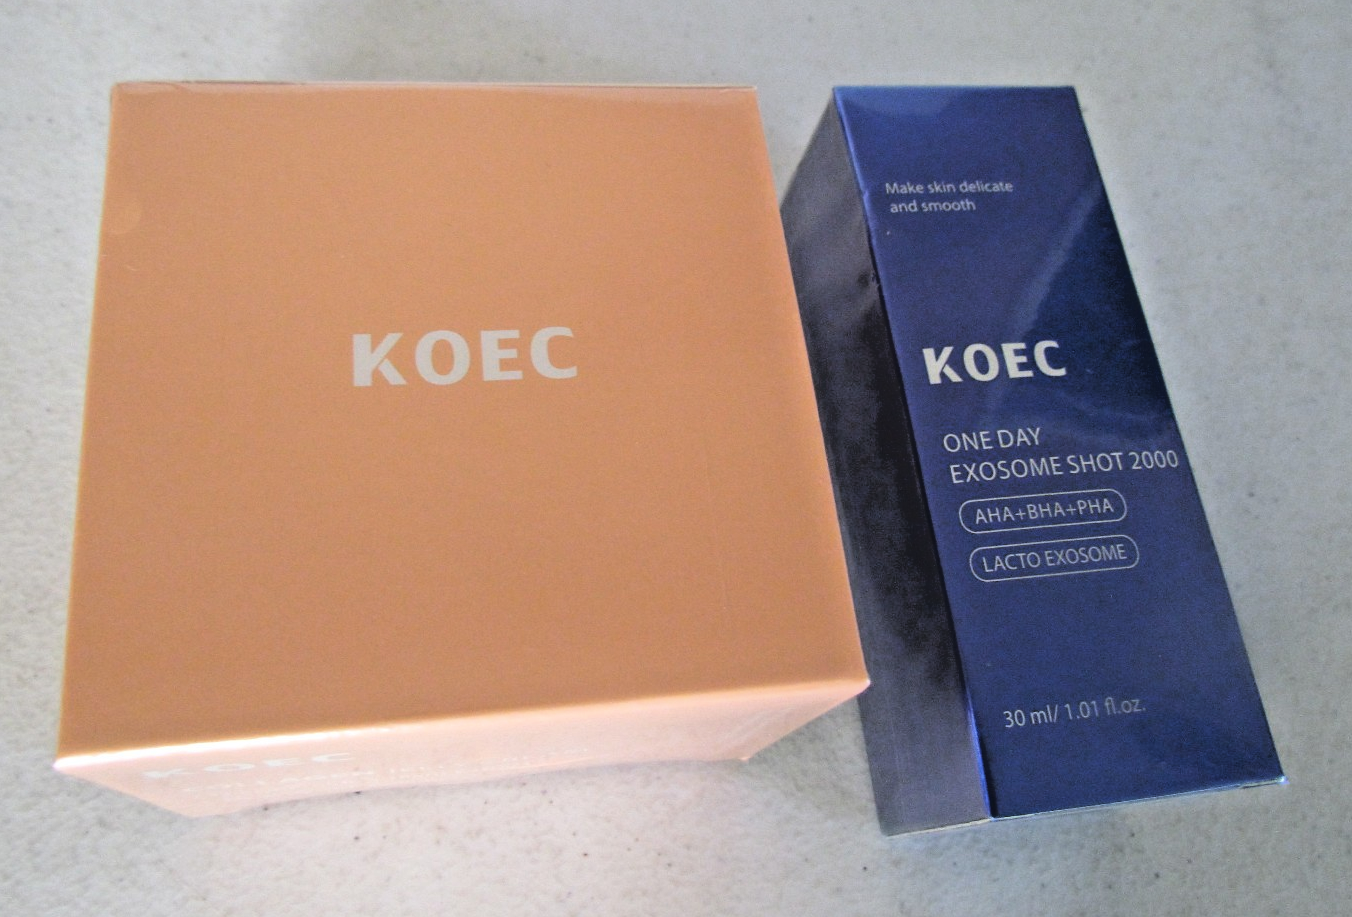 KOEC
KOEC
Make skin delicate
and smooth
KOEC
ONE DAY
EXOSOME SHOT 2000
AHA+BHA+PHA
LACTO EXOSOME
30 ml/ 1.01 fl.oz.